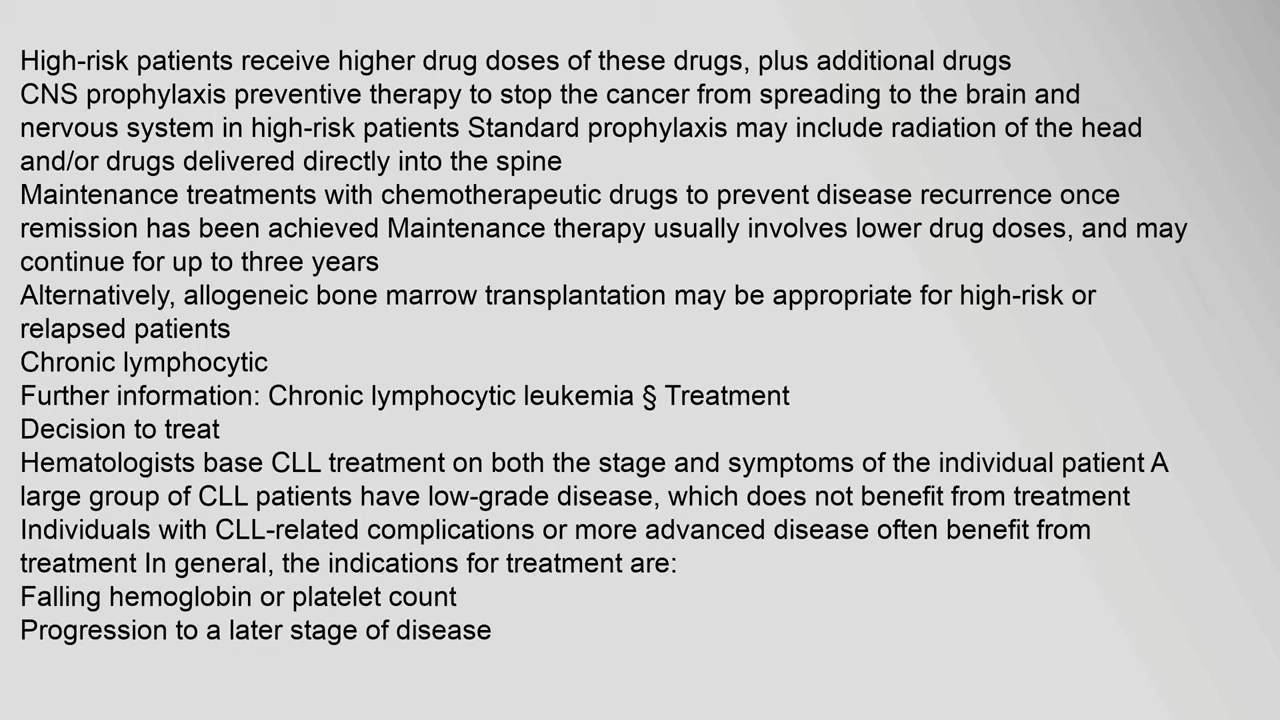 High-risk patients receive higher drug doses of these drugs, plus additional drugs
CNS prophylaxis preventive therapy to stop the cancer from spreading to the brain and
nervous system in high-risk patients Standard prophylaxis may include radiation of the head
and/or drugs delivered directly into the spine
Maintenance treatments with chemotherapeutic drugs to prevent disease recurrence once
remission has been achieved Maintenance therapy usually involves lower drug doses, and may
continue for up to three years
Alternatively, allogeneic bone marrow transplantation may be appropriate for high-risk or
relapsed patients
Chronic lymphocytic
Further information: Chronic lymphocytic leukemia § Treatment
Decision to treat
Hematologists base CLL treatment on both the stage and symptoms of the individual patient A
large group of CLL patients have low-grade disease, which does not benefit from treatment
Individuals with CLL-related complications or more advanced disease often benefit from
treatment In general, the indications for treatment are:
Falling hemoglobin or platelet count
Progression to a later stage of disease